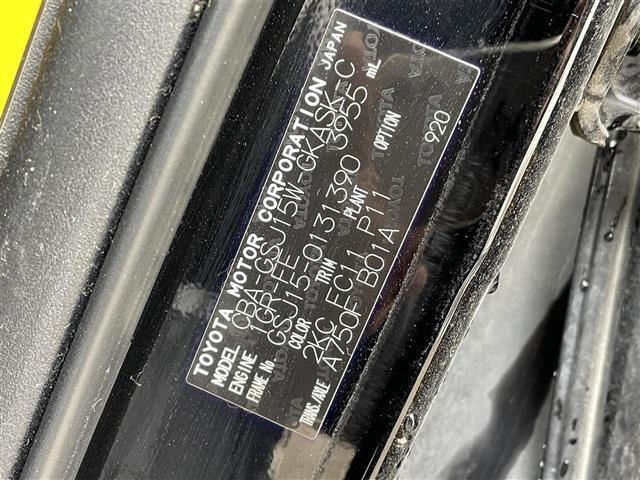 TOYOTA MOTOR CORPORATION JAPAN
MODEL CBA-GSJ15W-GKASK-C
ENGINE 1GR-FE 3955 mL
FRAME No. GSJ15-0131390
COLOR TRIM PLANT OPTION
2KC FC11 P11
TRANS./AXLE A750F B01A 920